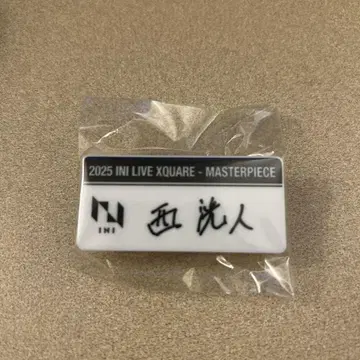 2025 INI LIVE XQUARE - MASTERPIECE
INI
西 洸人